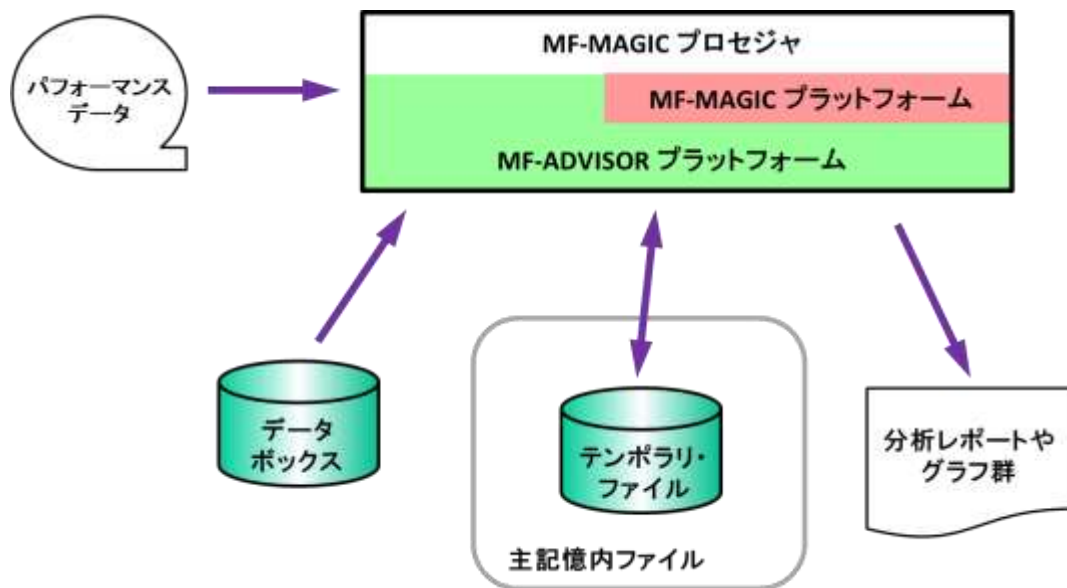 MF-MAGIC プロセジャ
パフォーマンス
データ
MF-MAGIC プラットフォーム
MF-ADVISOR プラットフォーム
データ
ボックス
テンポラリ・
ファイル
主記憶内ファイル
分析レポートや
グラフ群